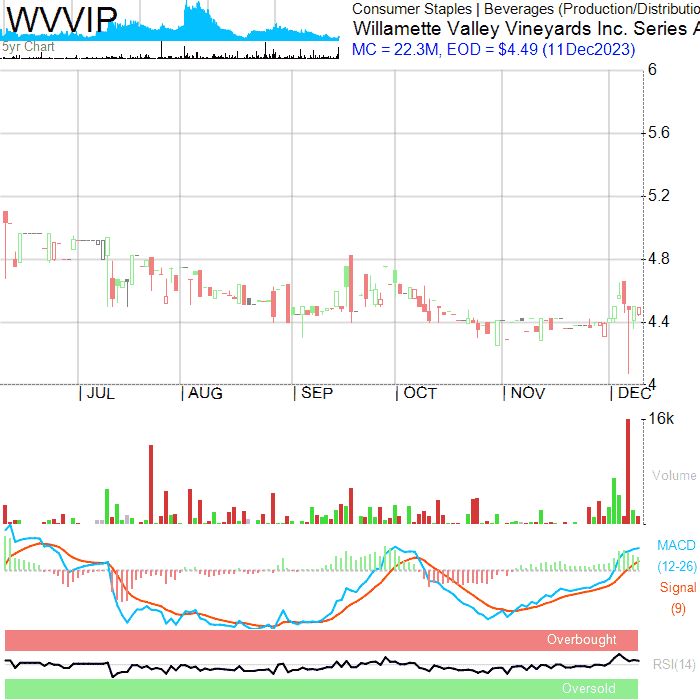 WVVIP
5yr Chart
Consumer Staples | Beverages (Production/Distributio
Willamette Valley Vineyards Inc. Series A
MC = 22.3M, EOD = $4.49 (11Dec2023)
6
5.6
5.2
4.8
4.4
4
| JUL | AUG | SEP | OCT | NOV | DEC
16k
Volume
MACD
(12-26)
Signal
(9)
Overbought
RSI(14)
Oversold